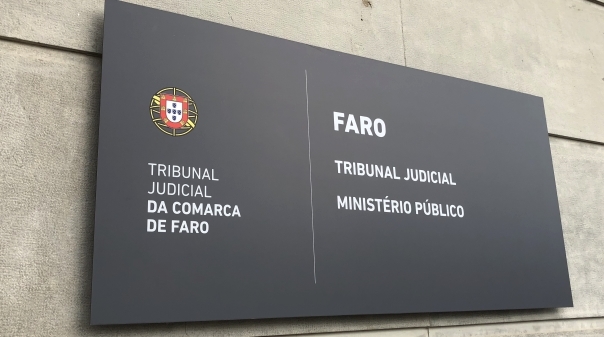 TRIBUNAL
JUDICIAL
DA COMARCA
DE FARO
FARO
TRIBUNAL JUDICIAL
MINISTÉRIO PÚBLICO